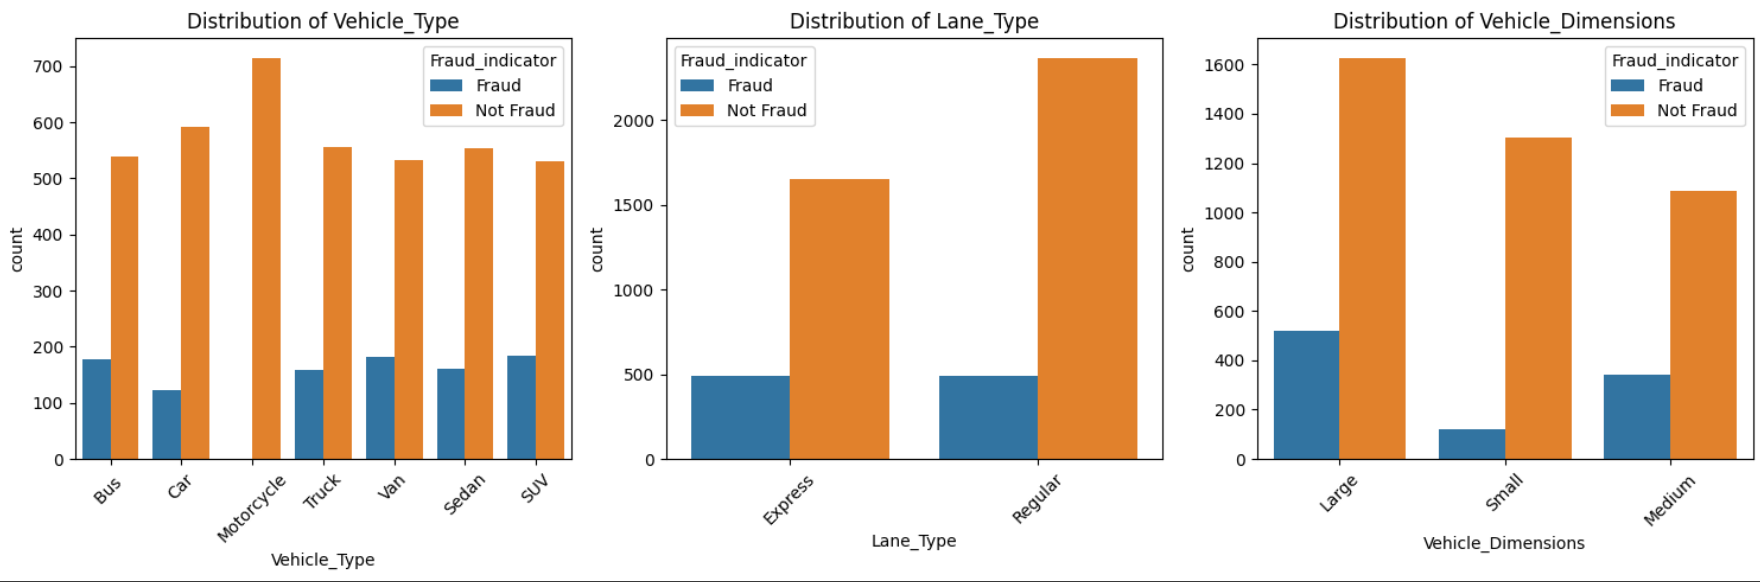 Distribution of Vehicle_Type
Fraud_indicator
Fraud
Not Fraud
700
600
500
400
300
200
100
0
count
Bus
Car
Motorcycle
Truck
Van
Sedan
SUV
Vehicle_Type
Distribution of Lane_Type
Fraud_indicator
Fraud
Not Fraud
2000
1500
1000
500
0
count
Express
Regular
Lane_Type
Distribution of Vehicle_Dimensions
Fraud_indicator
Fraud
Not Fraud
1600
1400
1200
1000
800
600
400
200
0
count
Large
Small
Medium
Vehicle_Dimensions